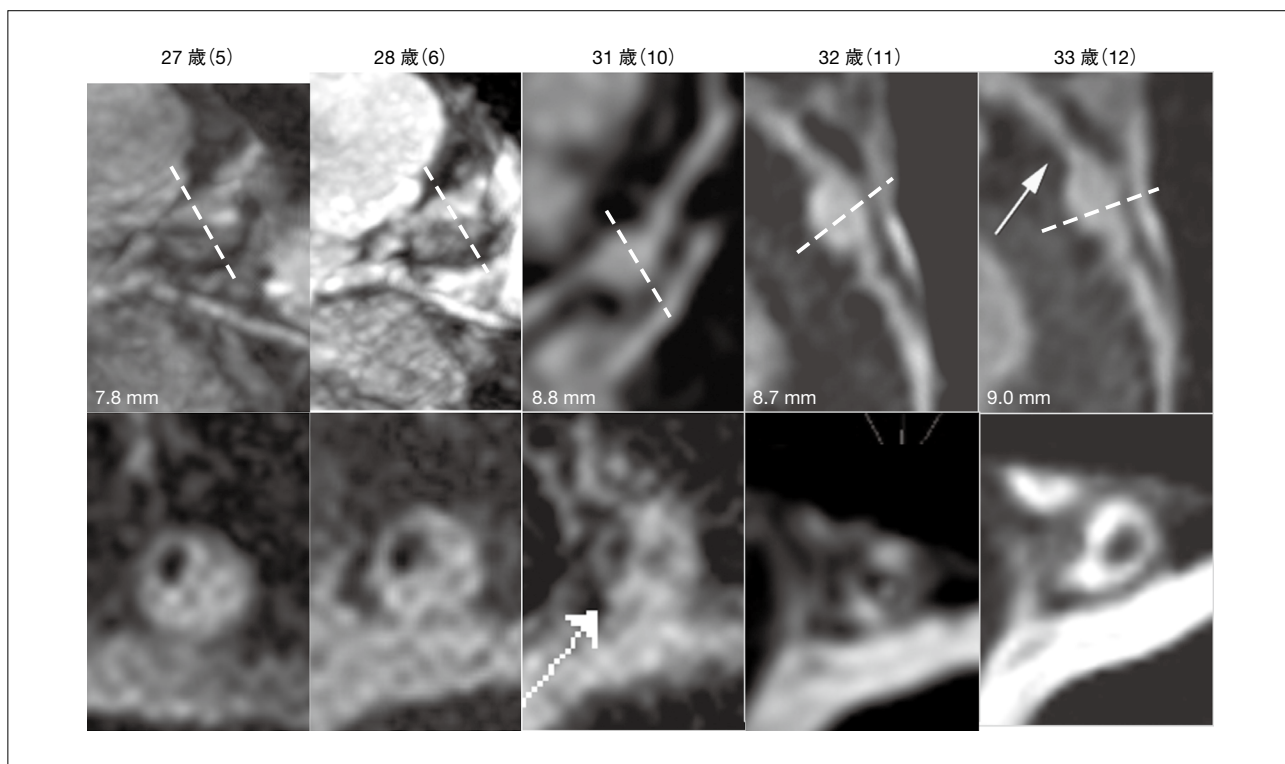 27 歳（5）
28 歳（6）
31 歳（10）
32 歳（11）
33 歳（12）
7.8 mm
8.8 mm
8.7 mm
9.0 mm